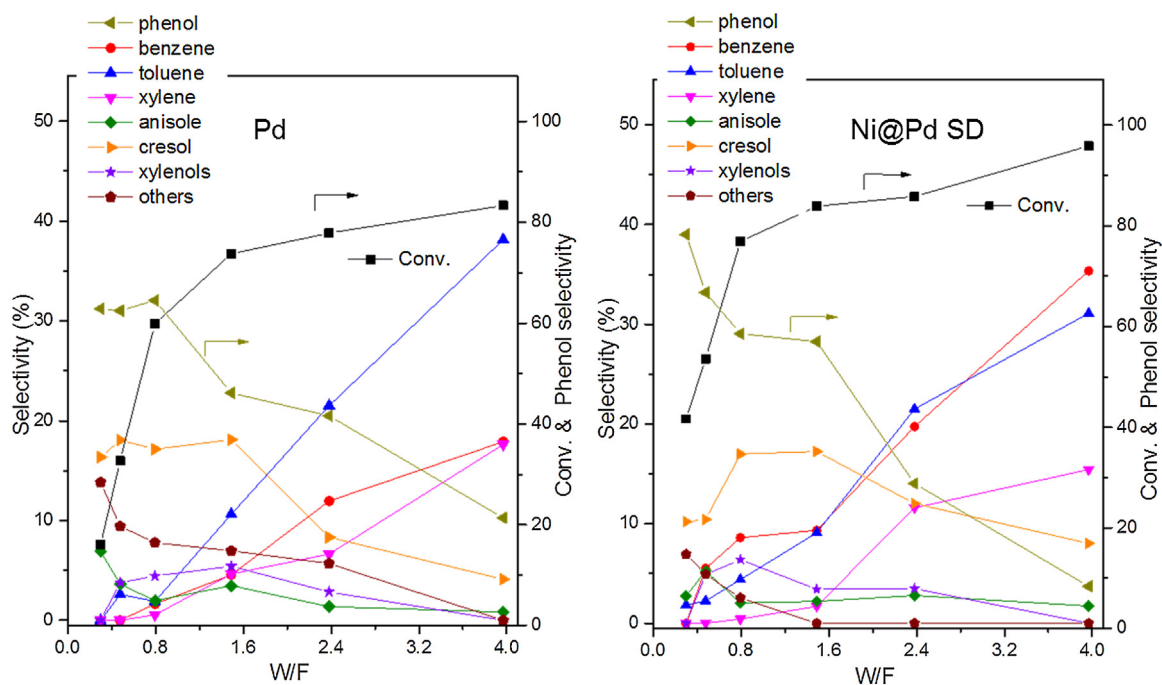 phenol
benzene
toluene
xylene
anisole
cresol
xylenols
others
Pd
Conv.
Selectivity (%)
50
40
30
20
10
0
0.0
0.8
1.6
2.4
3.2
4.0
W/F
100
80
60
40
20
0
Conv. & Phenol selectivity
phenol
benzene
toluene
xylene
anisole
cresol
xylenols
others
Ni@Pd SD
Conv.
Selectivity (%)
50
40
30
20
10
0
0.0
0.8
1.6
2.4
3.2
4.0
W/F
100
80
60
40
20
0
Conv. & Phenol selectivity